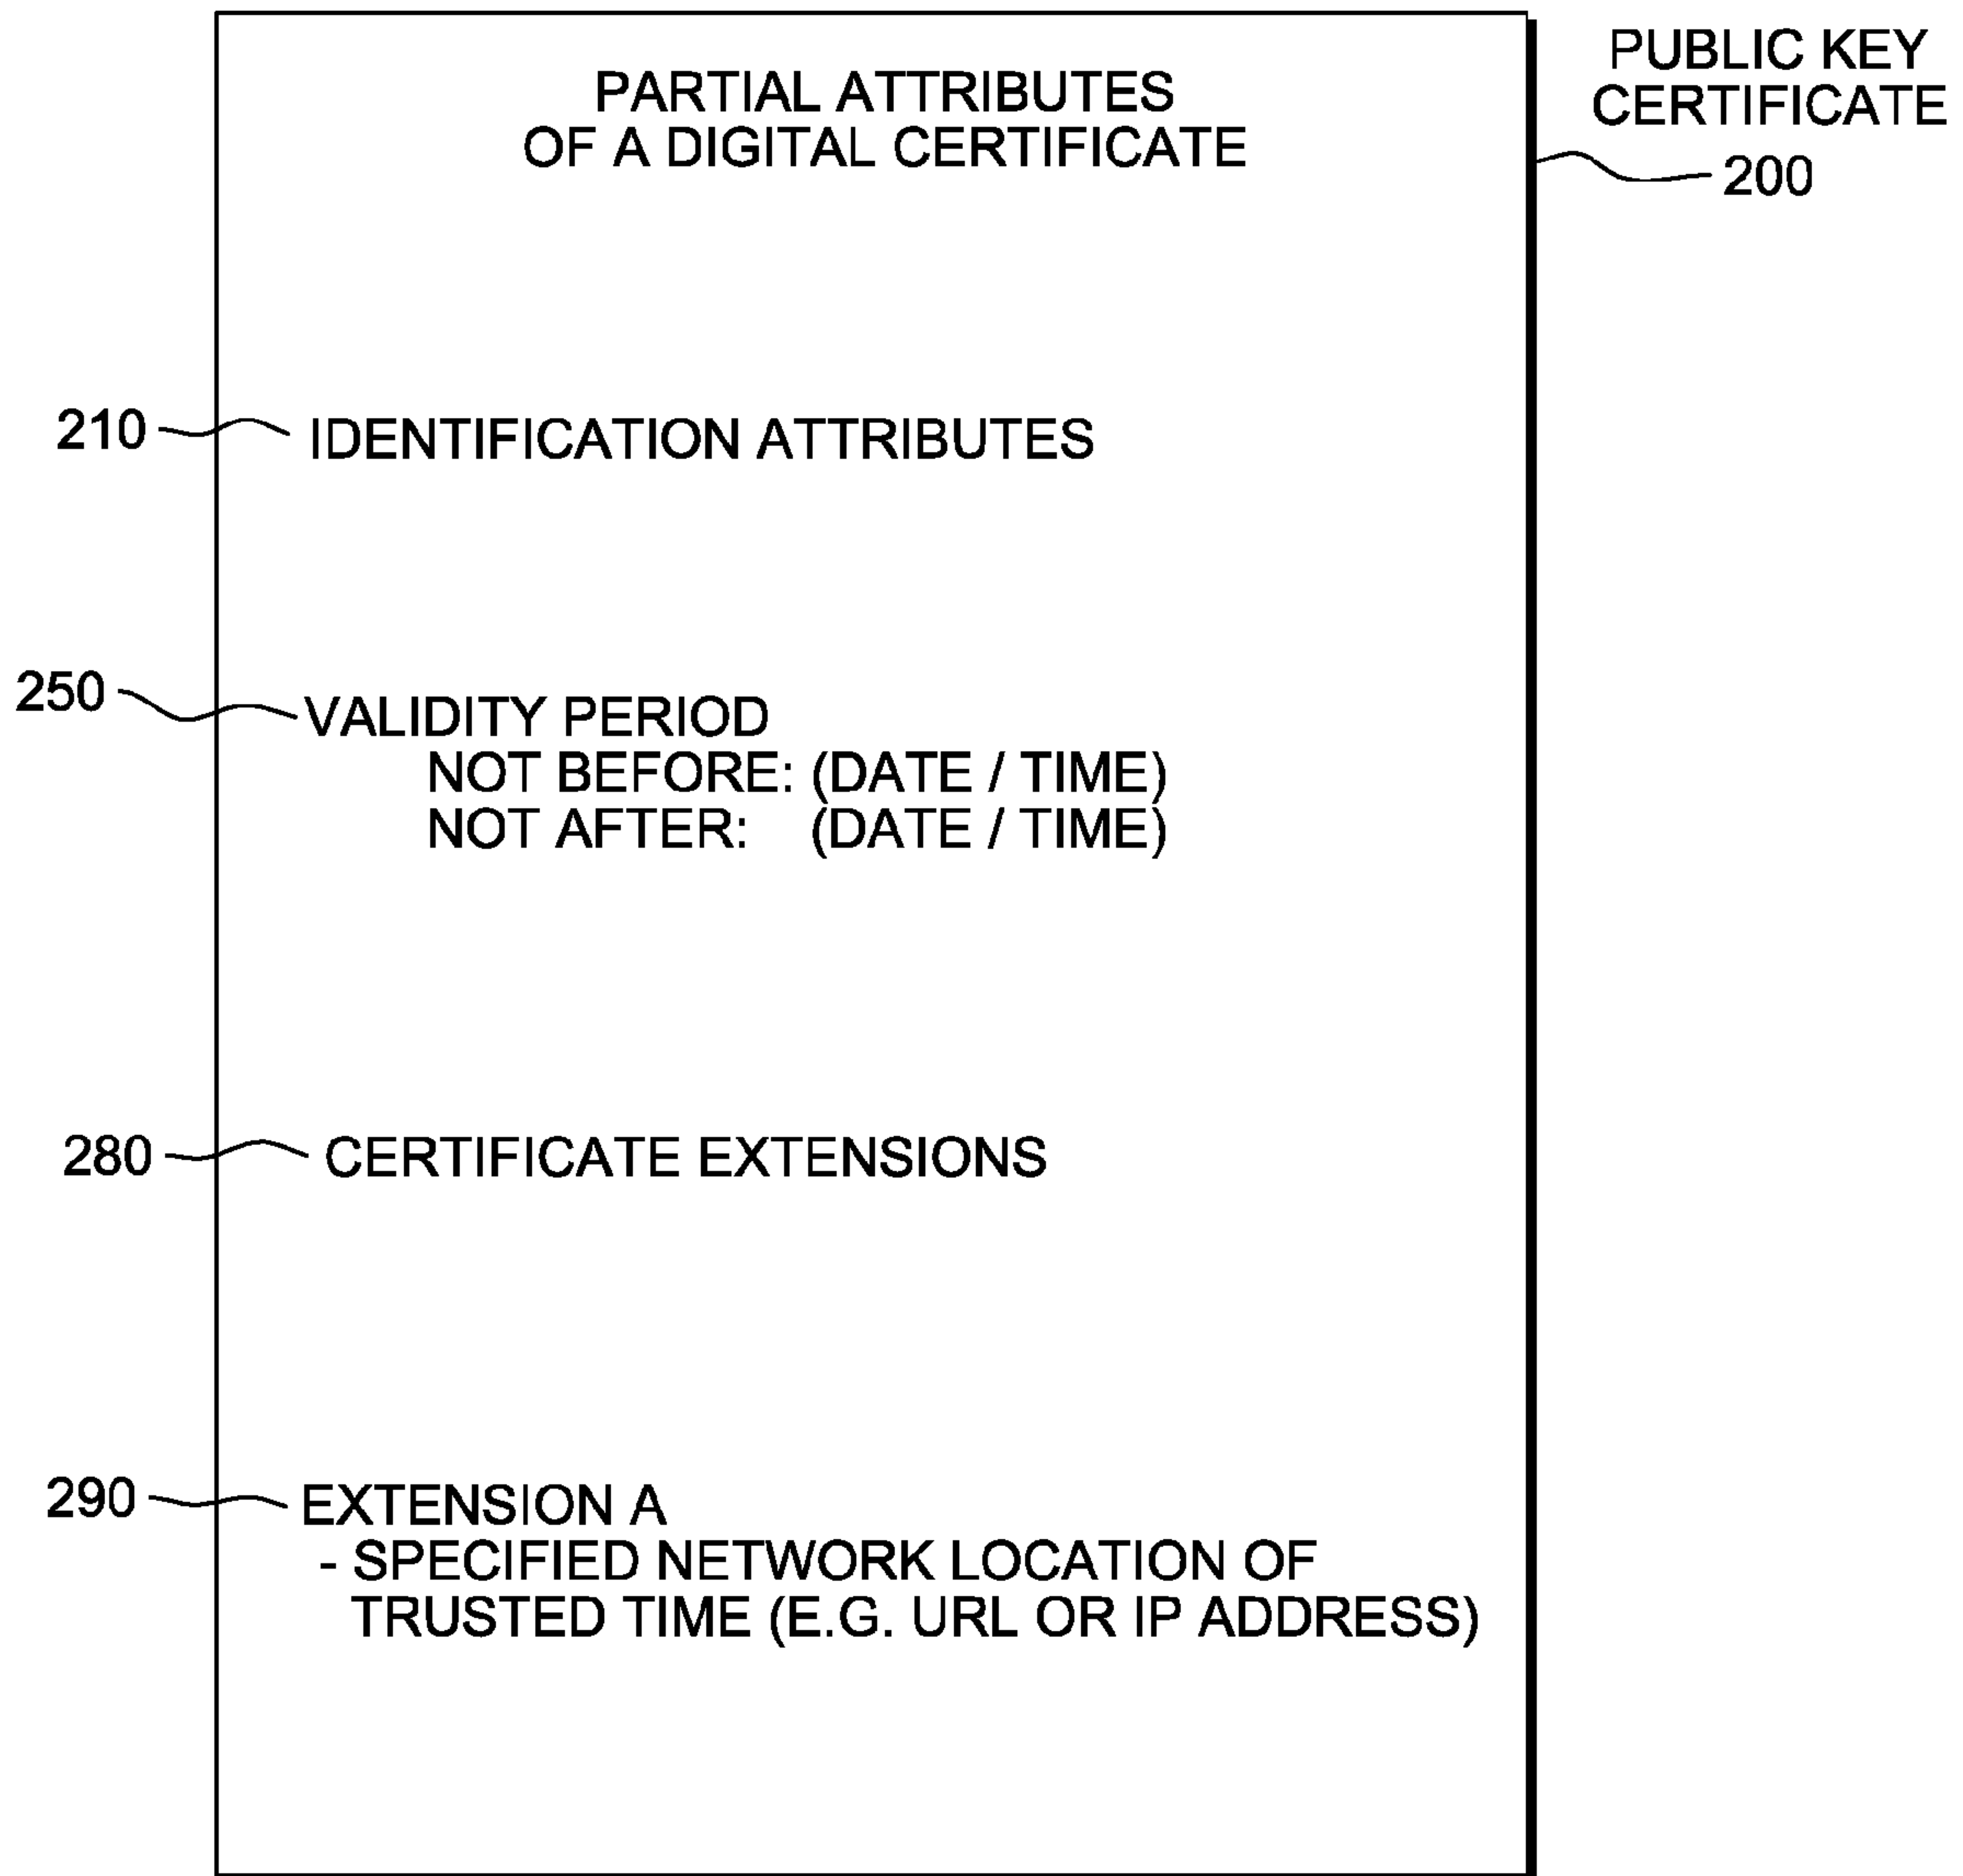 PARTIAL ATTRIBUTES
OF A DIGITAL CERTIFICATE
PUBLIC KEY
CERTIFICATE
200
210
IDENTIFICATION ATTRIBUTES
250
VALIDITY PERIOD
NOT BEFORE: (DATE / TIME)
NOT AFTER: (DATE / TIME)
280
CERTIFICATE EXTENSIONS
290
EXTENSION A
- SPECIFIED NETWORK LOCATION OF
TRUSTED TIME (E.G. URL OR IP ADDRESS)